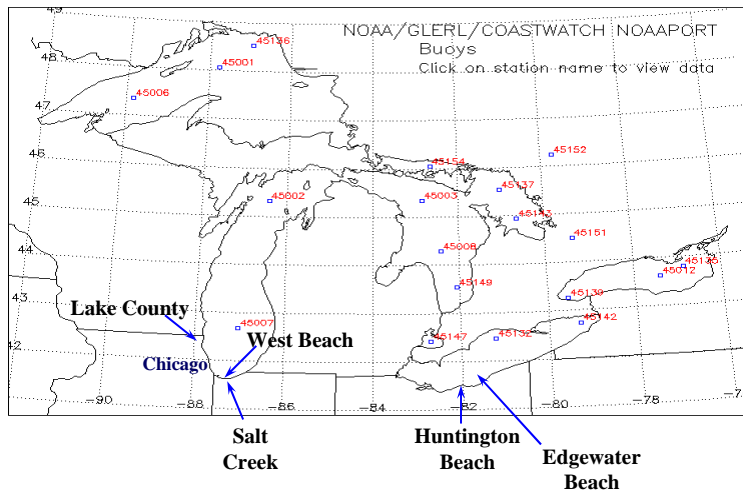 49
NOAA/GLERL/COASTWATCH NOAAPORT
Buoys
Click on station name to view data
45136
48
45001
47
45006
46
45154
45152
45137
45
45002
45003
45151
44
45008
45135
45012
43
45149
45139
Lake County
45007
West Beach
45142
45147
45132
42
Chicago
-90
-88
-86
-84
-82
-80
-78
Salt
Creek
Huntington
Beach
Edgewater
Beach